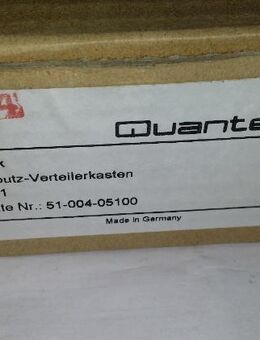 Quante
k
putz-Verteilerkasten
1
te Nr.: 51-004-05100
Made in Germany